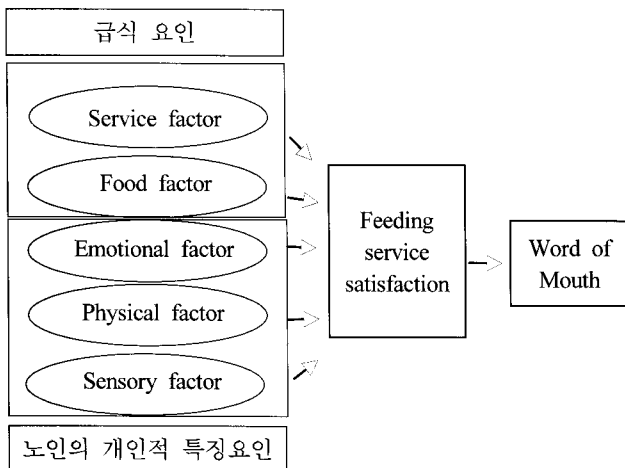 급식 요인
Service factor
Food factor
Emotional factor
Physical factor
Sensory factor
노인의 개인적 특징요인
Feeding
service
satisfaction
Word of
Mouth